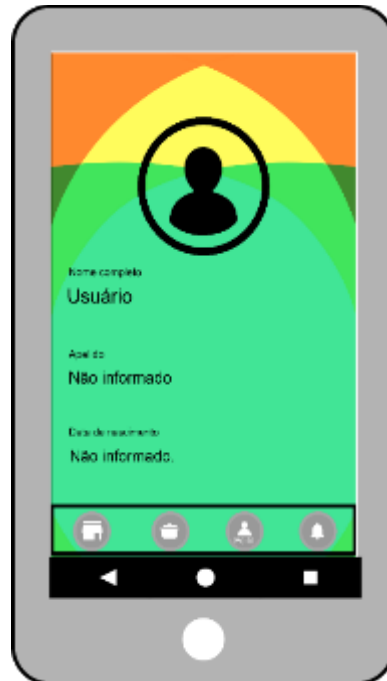 Nome completo
Usuário
Apelido
Não informado
Data de nascimento
Não informado.